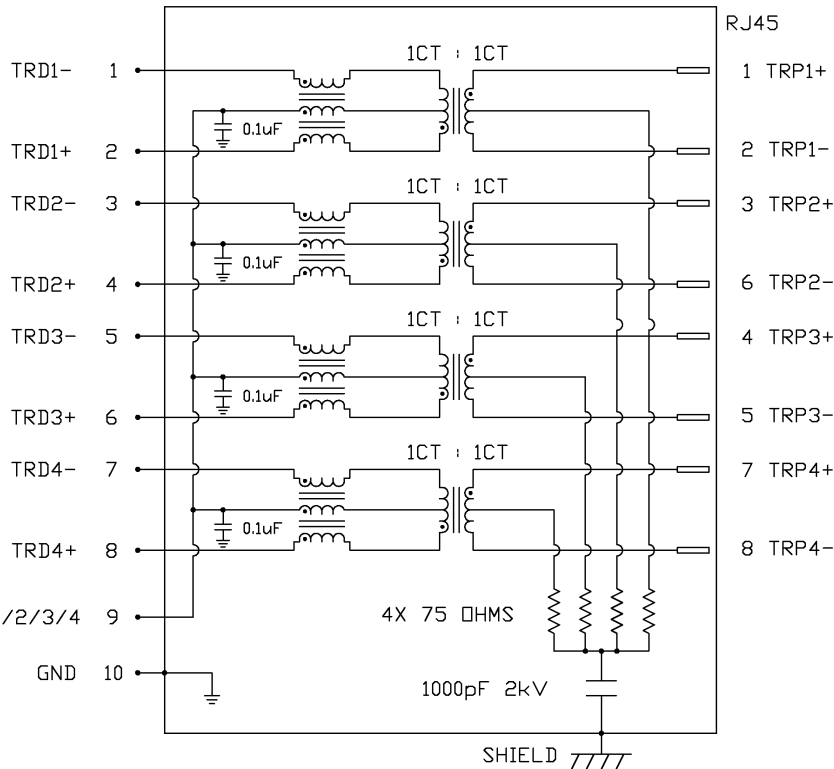 RJ45
1CT : 1CT
TRD1- 1
1 TRP1+
0.1uF
TRD1+ 2
2 TRP1-
1CT : 1CT
TRD2- 3
3 TRP2+
0.1uF
TRD2+ 4
6 TRP2-
1CT : 1CT
TRD3- 5
4 TRP3+
0.1uF
TRD3+ 6
5 TRP3-
1CT : 1CT
TRD4- 7
7 TRP4+
0.1uF
TRD4+ 8
8 TRP4-
/2/3/4 9
4X 75 OHMS
GND 10
1000pF 2kV
SHIELD